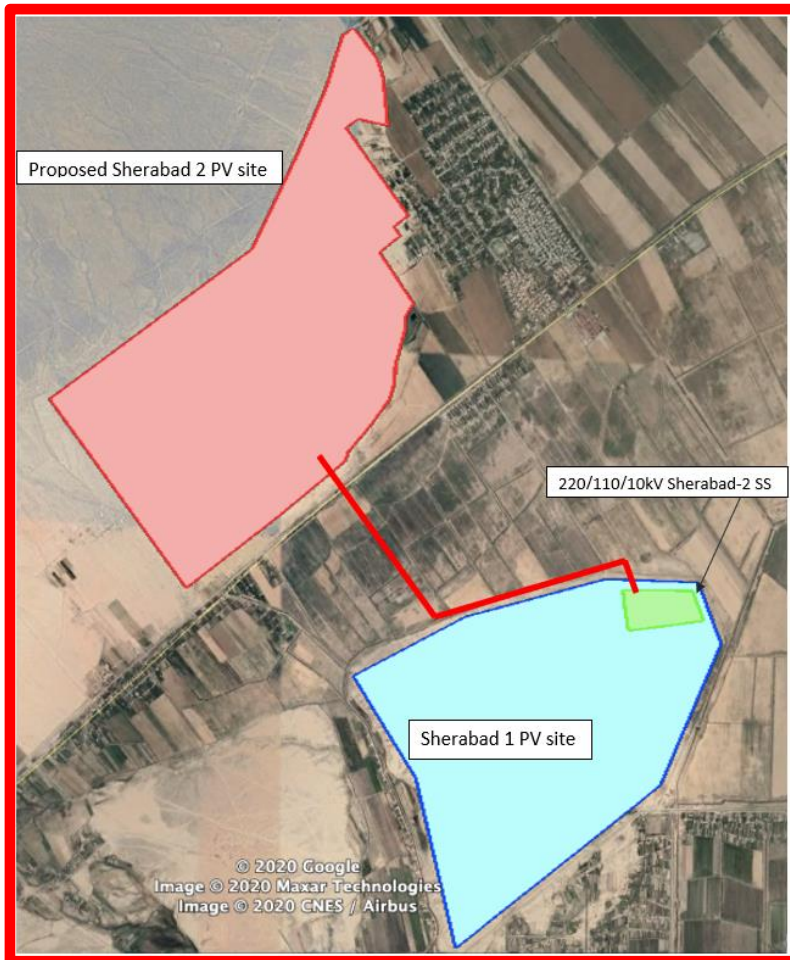 Proposed Sherabad 2 PV site
220/110/10kV Sherabad-2 SS
Sherabad 1 PV site
© 2020 Google
Image © 2020 Maxar Technologies
Image © 2020 CNES / Airbus